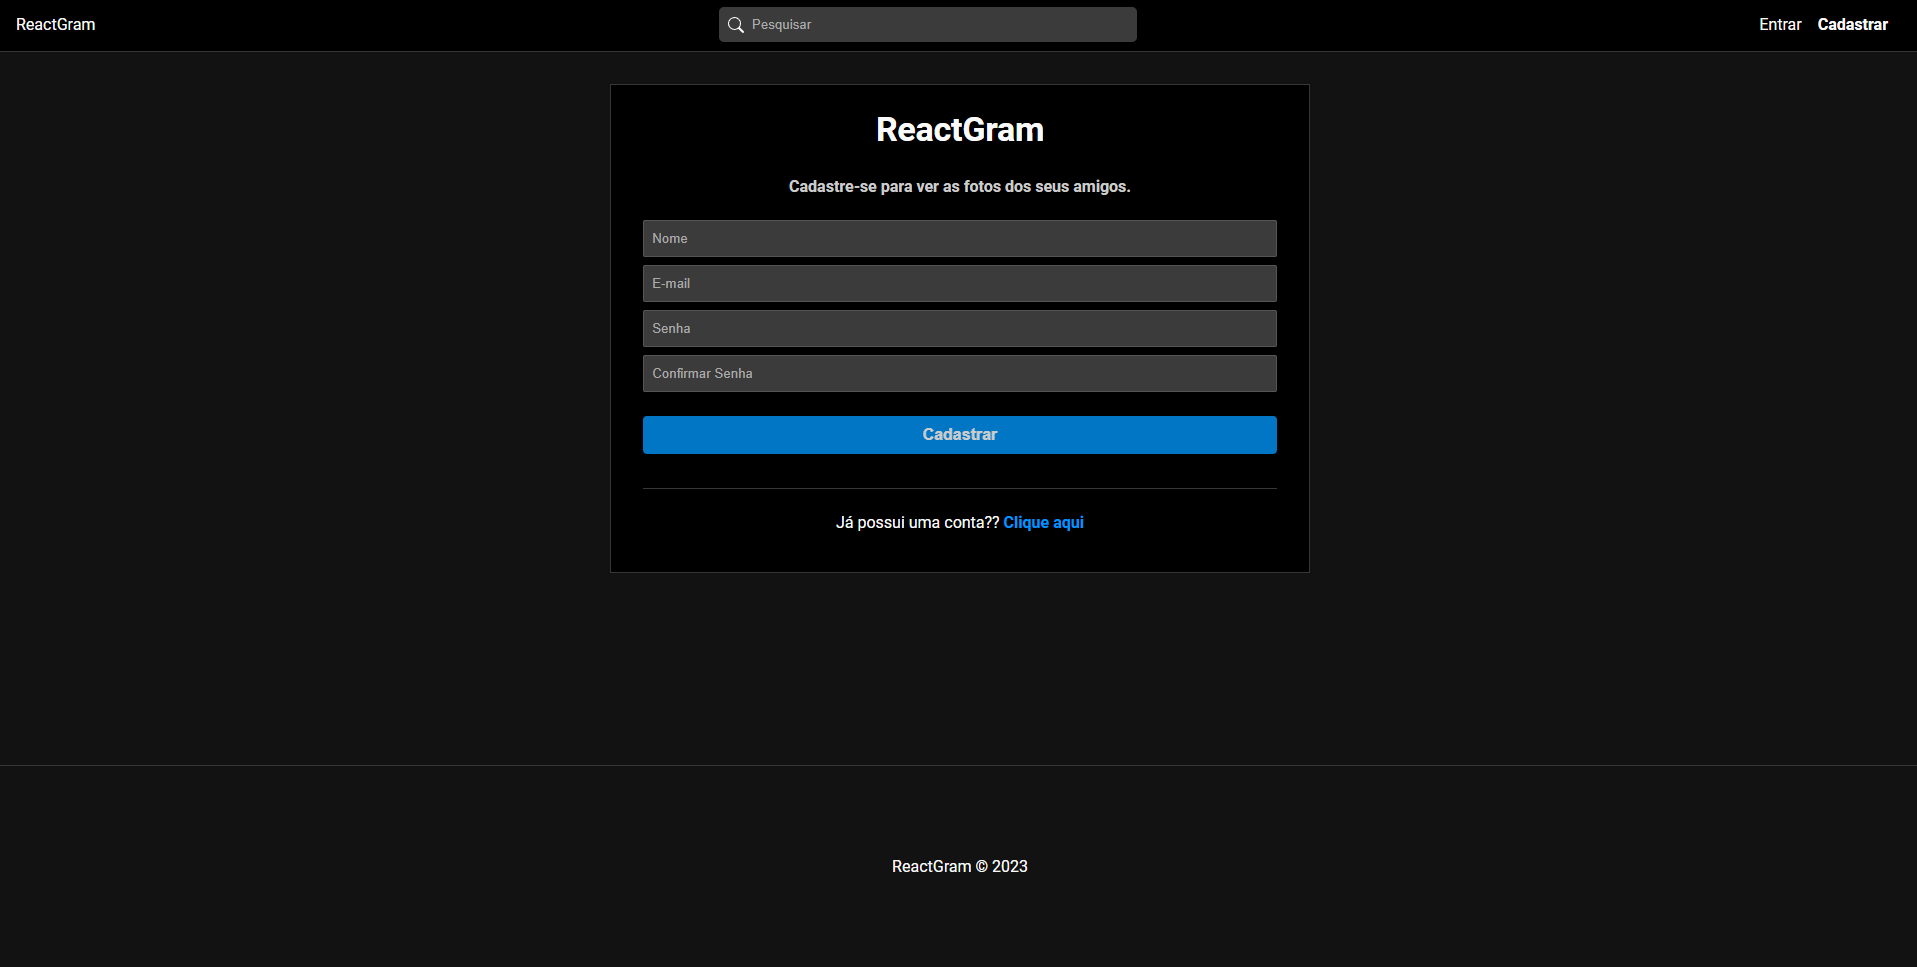 ReactGram
Pesquisar
Entrar Cadastrar
ReactGram
Cadastre-se para ver as fotos dos seus amigos.
Nome
E-mail
Senha
Confirmar Senha
Cadastrar
Já possui uma conta?? Clique aqui
ReactGram © 2023